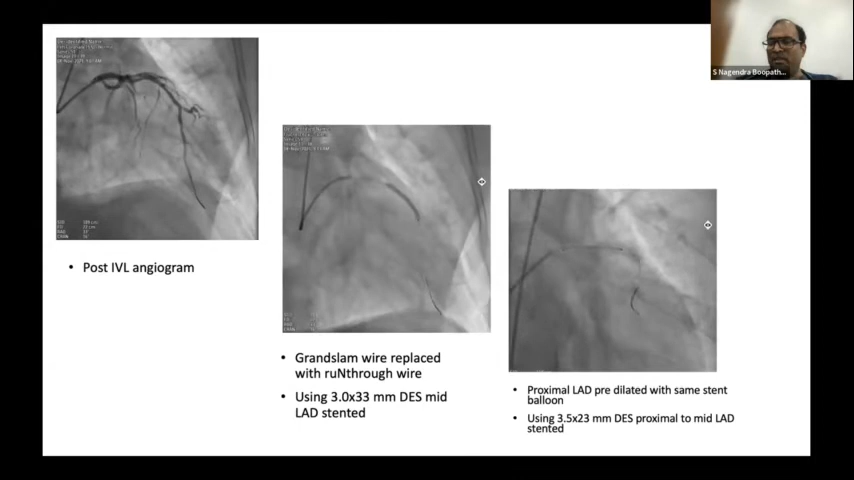 S Nagendra Boopath...
• Post IVL angiogram
• Grandslam wire replaced
with ruNthrough wire
• Using 3.0x33 mm DES mid
LAD stented
• Proximal LAD pre dilated with same stent
balloon
• Using 3.5x23 mm DES proximal to mid LAD
stented